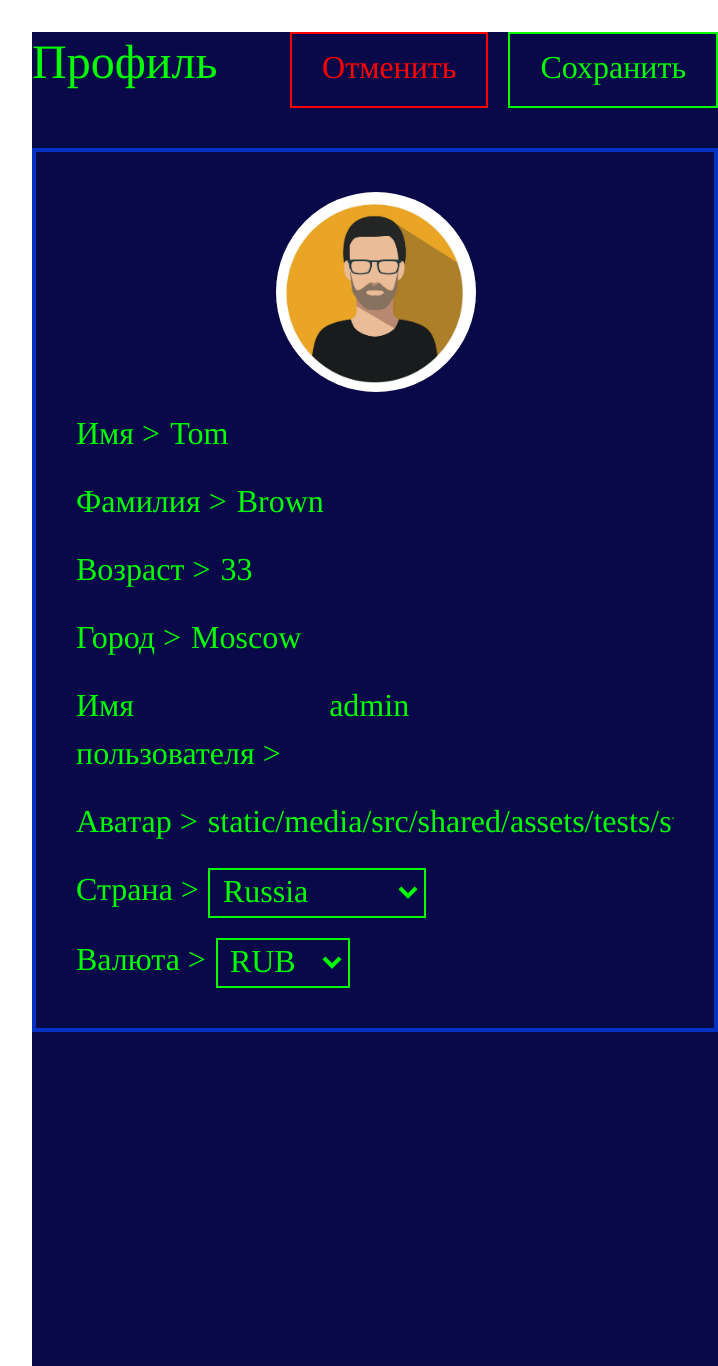 Профиль Отменить Сохранить
Имя > Tom
Фамилия > Brown
Возраст > 33
Город > Moscow
Имя admin
пользователя >
Аватар > static/media/src/shared/assets/tests/s
Страна > Russia
Валюта > RUB